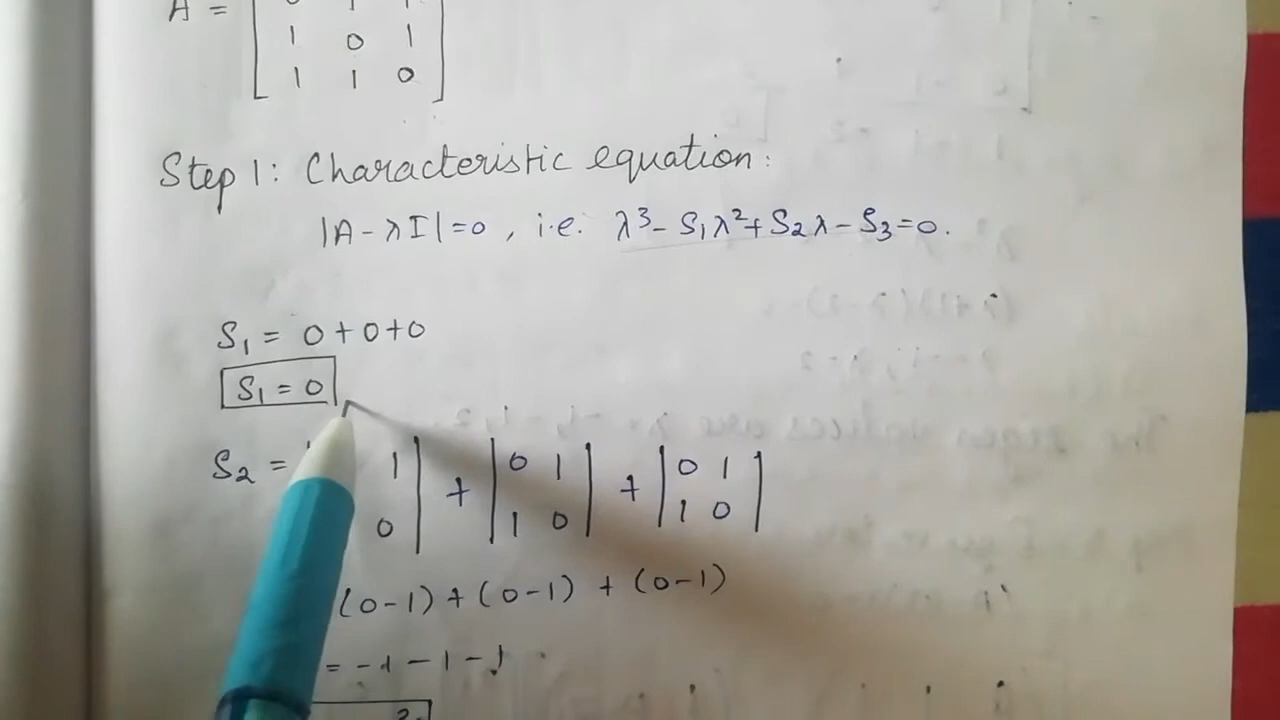 A =
1 0 1
1 1 0
Step 1: Characteristic equation:
|A - λI| = 0 , i.e. λ³ - S₁λ² + S₂λ - S₃ = 0.
S₁ = 0 + 0 + 0
S₁ = 0
S₂ = 1 | + | 0 1 | + | 0 1 |
0 | 1 0 | | 1 0 |
(0-1) + (0-1) + (0-1)
= -1 - 1 - 1